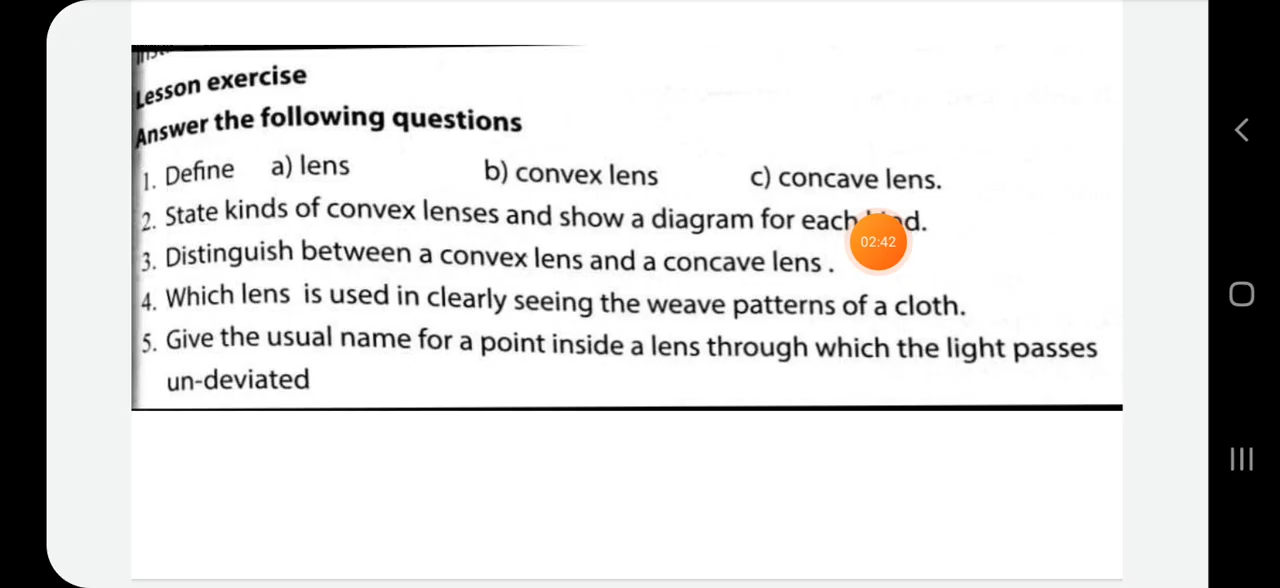 Lesson exercise
Answer the following questions
1. Define a) lens b) convex lens c) concave lens.
2. State kinds of convex lenses and show a diagram for each d.
02:42
3. Distinguish between a convex lens and a concave lens .
4. Which lens is used in clearly seeing the weave patterns of a cloth.
5. Give the usual name for a point inside a lens through which the light passes
un-deviated